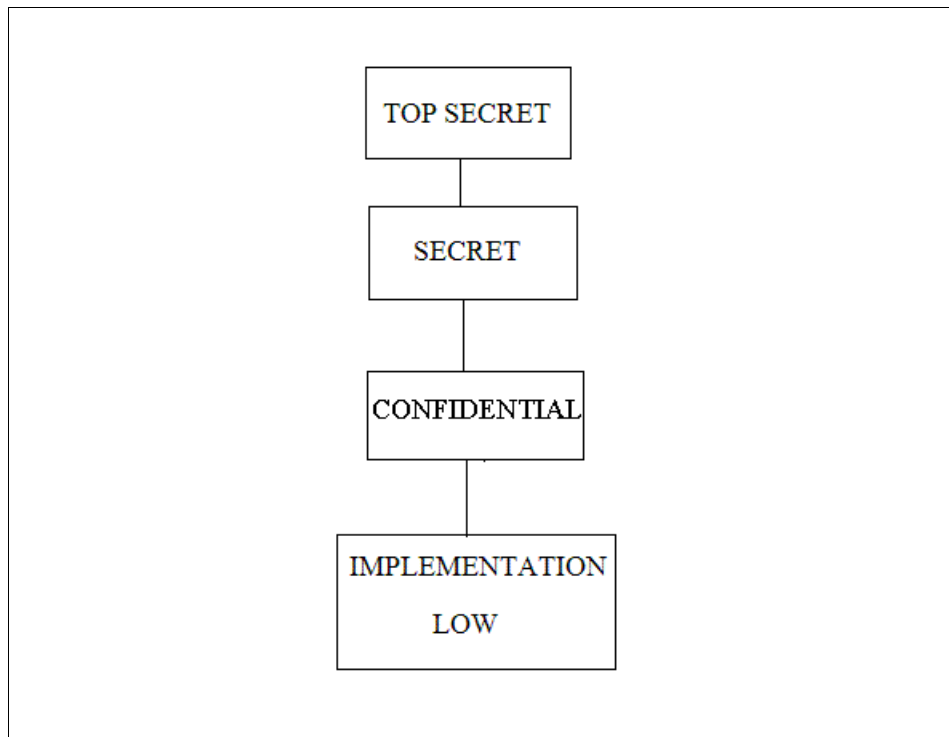 TOP SECRET
SECRET
CONFIDENTIAL
IMPLEMENTATION
LOW